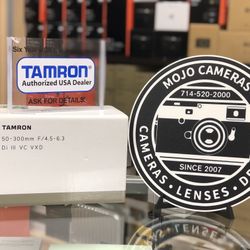 Six Year
TAMRON
Authorized USA Dealer
ASK FOR DETAILS
TAMRON
50-300mm F/4.5-6.3
Di III VC VXD
MOJO CAMERAS
714-520-2000
SINCE 2007
CAMERAS • LENSES •